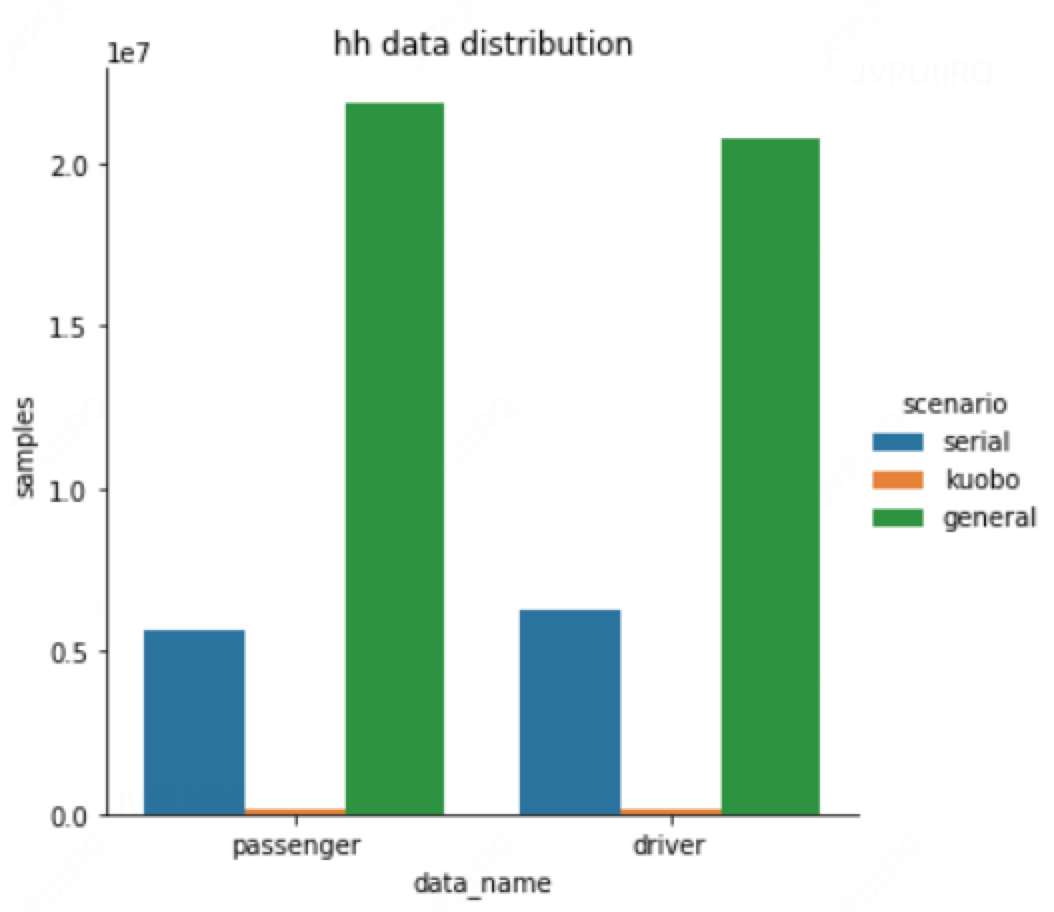 hh data distribution
1e7
2.0
1.5
1.0
0.5
0.0
samples
passenger
driver
data_name
scenario
serial
kuobo
general